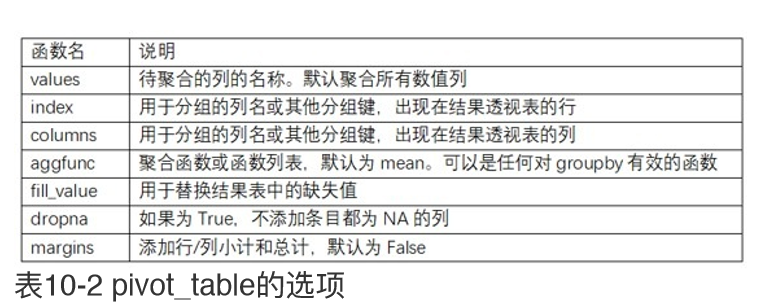 函数名 说明
values 待聚合的列的名称。默认聚合所有数值列
index 用于分组的列名或其他分组键，出现在结果透视表的行
columns 用于分组的列名或其他分组键，出现在结果透视表的列
aggfunc 聚合函数或函数列表，默认为 mean。可以是任何对 groupby 有效的函数
fill_value 用于替换结果表中的缺失值
dropna 如果为 True，不添加条目都为 NA 的列
margins 添加行/列小计和总计，默认为 False
表10-2 pivot_table的选项